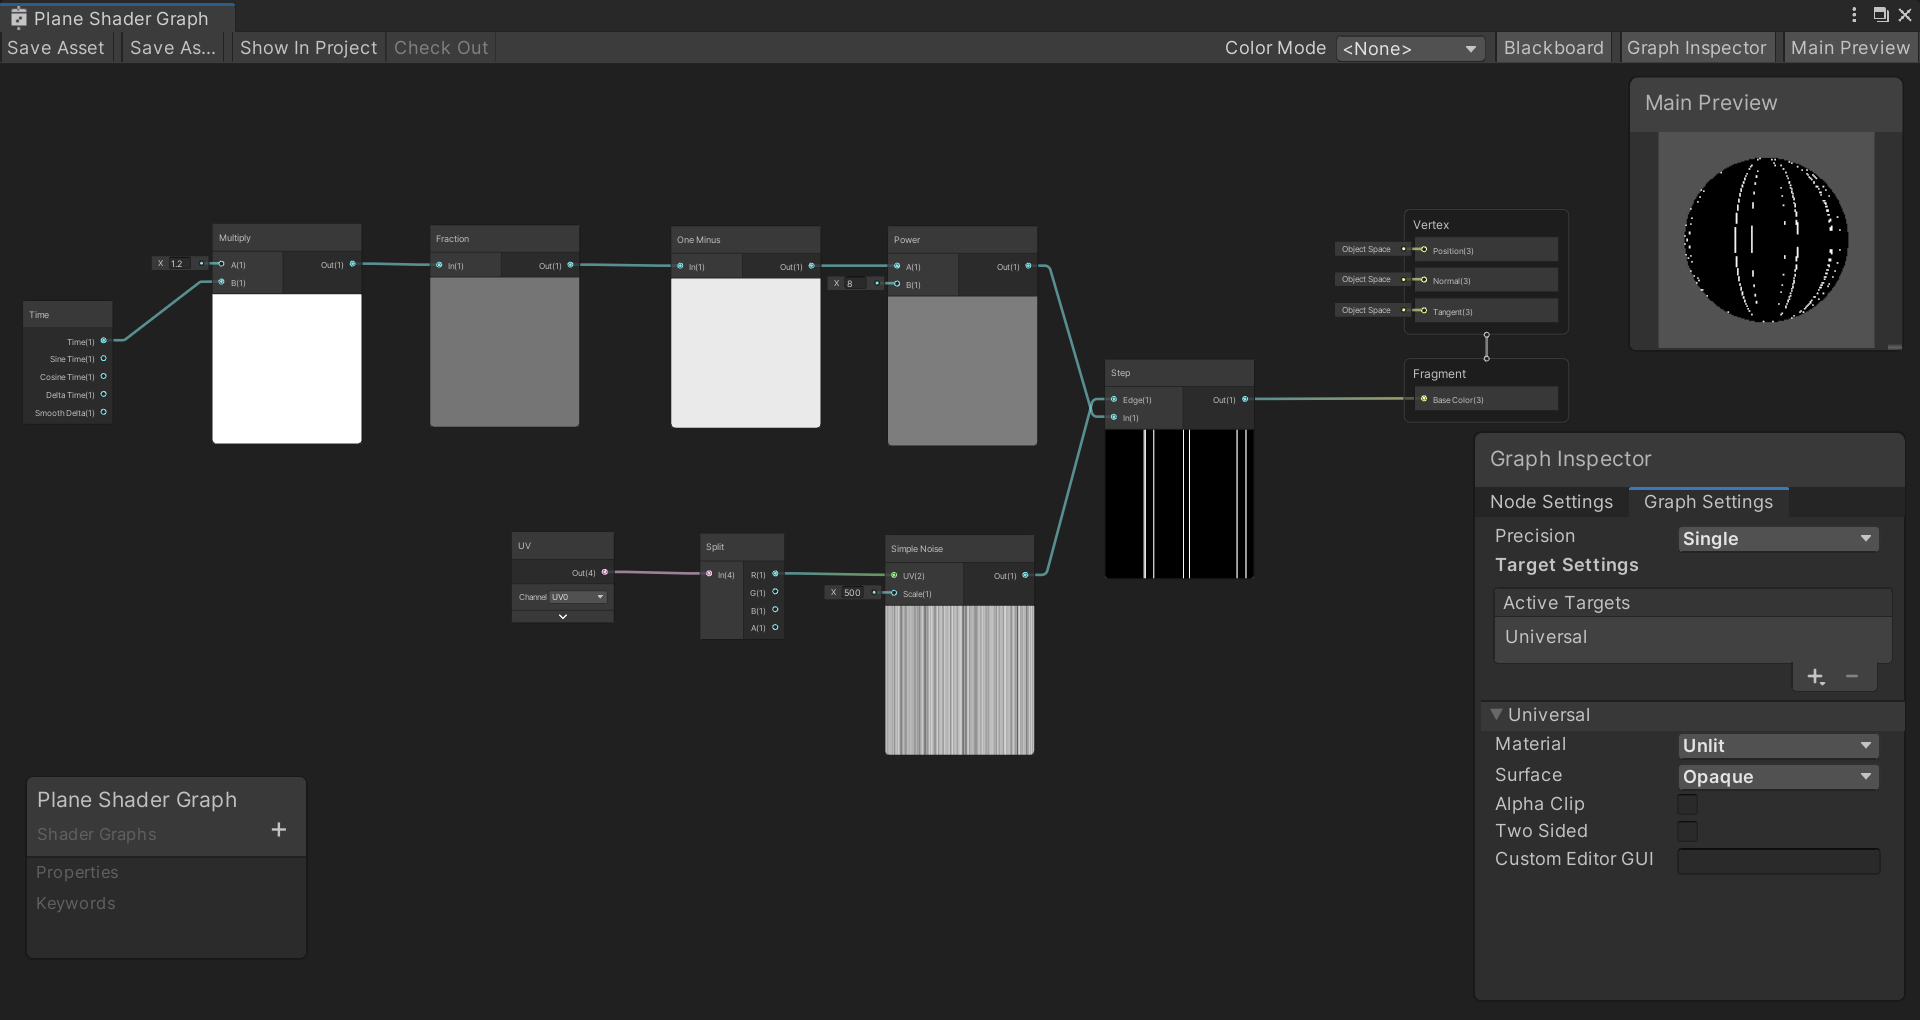 Plane Shader Graph
Save Asset
Save As...
Show In Project
Check Out
Color Mode
<None>
Blackboard
Graph Inspector
Main Preview
Main Preview
Time
Time(1)
Sine Time(1)
Cosine Time(1)
Delta Time(1)
Smooth Delta(1)
X 1.2
Multiply
A(1)
B(1)
Out(1)
Fraction
In(1)
Out(1)
One Minus
In(1)
Out(1)
X 8
Power
A(1)
B(1)
Out(1)
UV
Out(4)
Channel UV0
Split
In(4)
R(1)
G(1)
B(1)
A(1)
X 500
Simple Noise
UV(2)
Scale(1)
Out(1)
Step
Edge(1)
In(1)
Out(1)
Vertex
Object Space
Position(3)
Object Space
Normal(3)
Object Space
Tangent(3)
Fragment
Base Color(3)
Graph Inspector
Node Settings
Graph Settings
Precision
Single
Target Settings
Active Targets
Universal
Universal
Material
Unlit
Surface
Opaque
Alpha Clip
Two Sided
Custom Editor GUI
Plane Shader Graph
Shader Graphs
Properties
Keywords